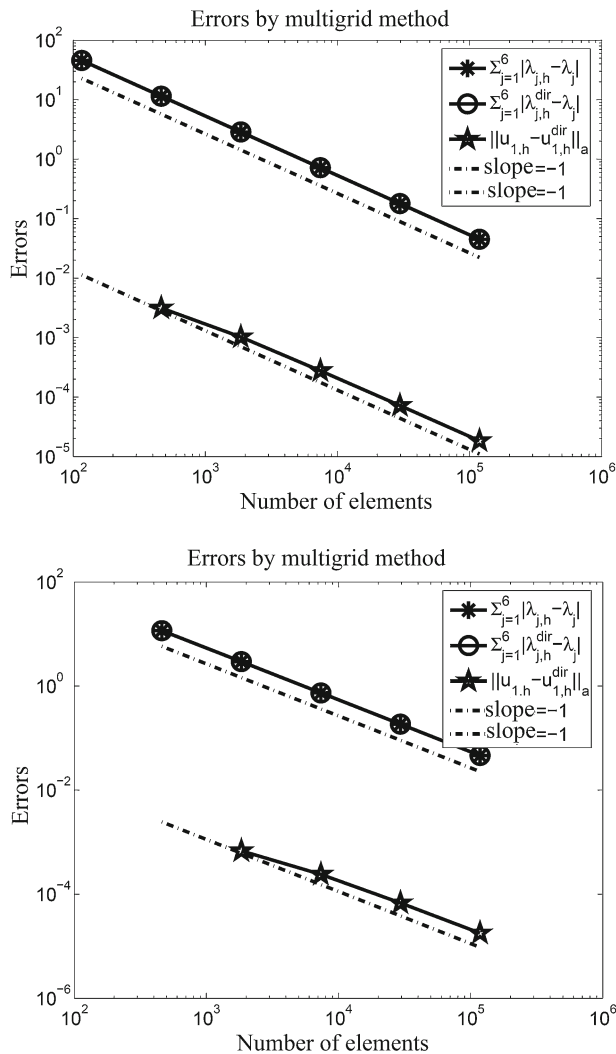 Errors by multigrid method
10^2
10^1
10^0
10^−1
10^−2
10^−3
10^−4
10^−5
Errors
Σ_{j=1}^{6}|λ_{j,h}−λ_j|
Σ_{j=1}^{6}|λ_{j,h}^{dir}−λ_j|
||u_{1,h}−u_{1,h}^{dir}||_a
slope=−1
slope=−1
10^2 10^3 10^4 10^5 10^6
Number of elements
Errors by multigrid method
10^2
10^0
10^−2
10^−4
10^−6
Errors
Σ_{j=1}^{6}|λ_{j,h}−λ_j|
Σ_{j=1}^{6}|λ_{j,h}^{dir}−λ_j|
||u_{1.h}−u_{1,h}^{dir}||_a
slope=−1
slope=−1
10^2 10^3 10^4 10^5 10^6
Number of elements